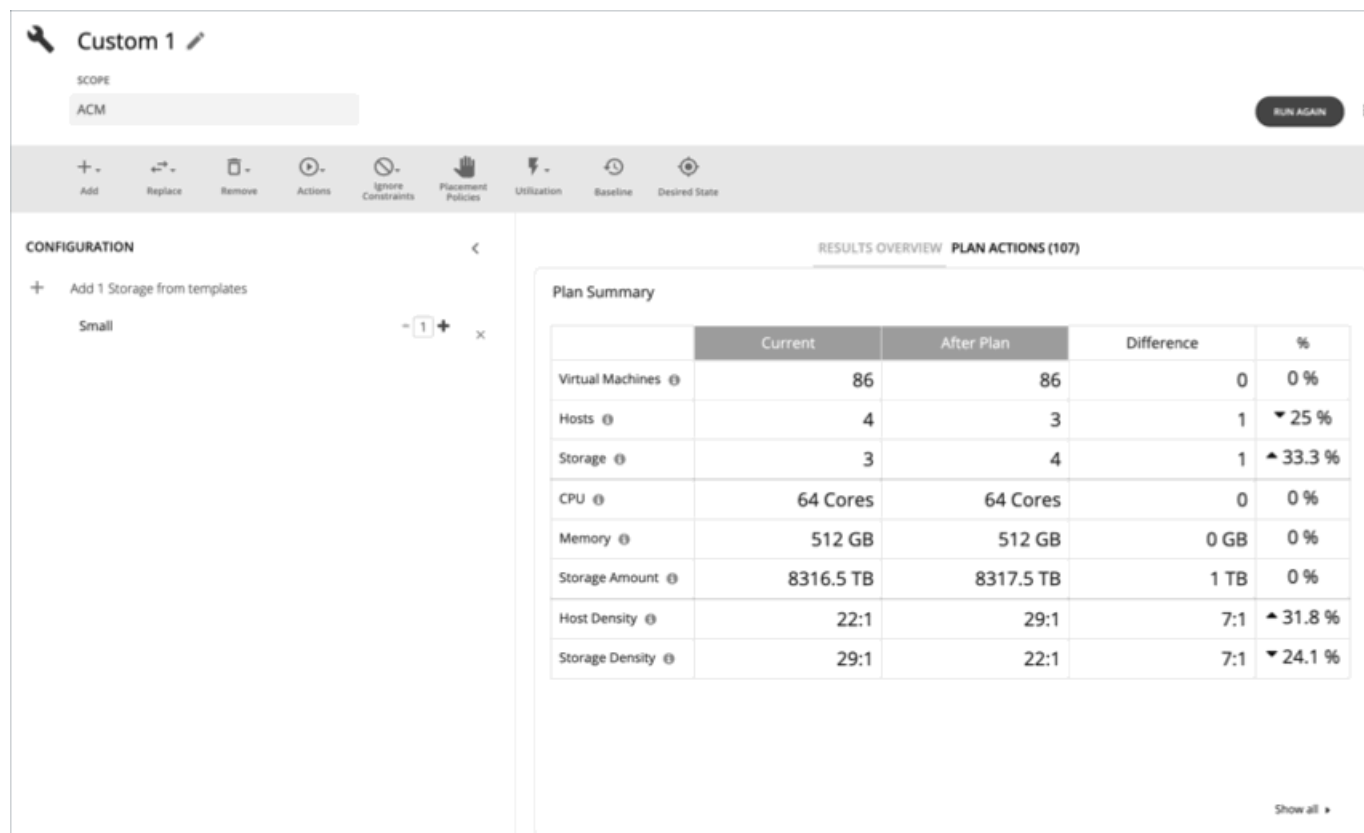 Custom 1
SCOPE
ACM
RUN AGAIN
Add
Replace
Remove
Actions
Ignore Constraints
Placement Policies
Utilization
Baseline
Desired State
CONFIGURATION
Add 1 Storage from templates
Small
- 1 +
RESULTS OVERVIEW PLAN ACTIONS (107)
Plan Summary
Current After Plan Difference %
Virtual Machines 86 86 0 0 %
Hosts 4 3 1 25 %
Storage 3 4 1 33.3 %
CPU 64 Cores 64 Cores 0 0 %
Memory 512 GB 512 GB 0 GB 0 %
Storage Amount 8316.5 TB 8317.5 TB 1 TB 0 %
Host Density 22:1 29:1 7:1 31.8 %
Storage Density 29:1 22:1 7:1 24.1 %
Show all